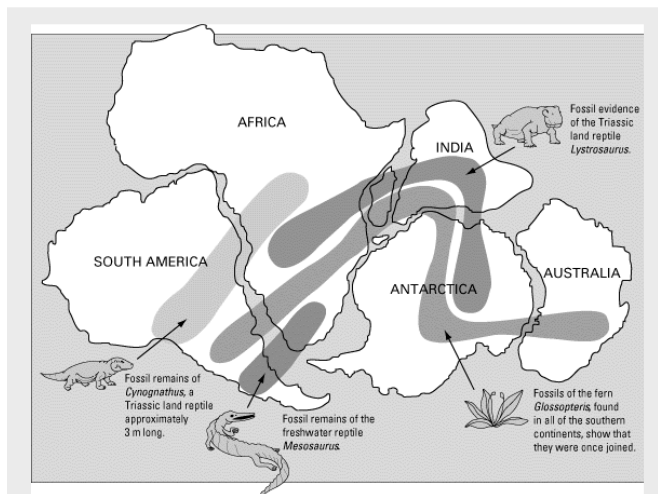 AFRICA
Fossil evidence
of the Triassic
land reptile
Lystrosaurus.
INDIA
SOUTH AMERICA
ANTARCTICA
AUSTRALIA
Fossil remains of
Cynognathus, a
Triassic land reptile
approximately
3 m long.
Fossil remains of the
freshwater reptile
Mesosaurus.
Fossils of the fern
Glossopteris, found
in all of the southern
continents, show that
they were once joined.